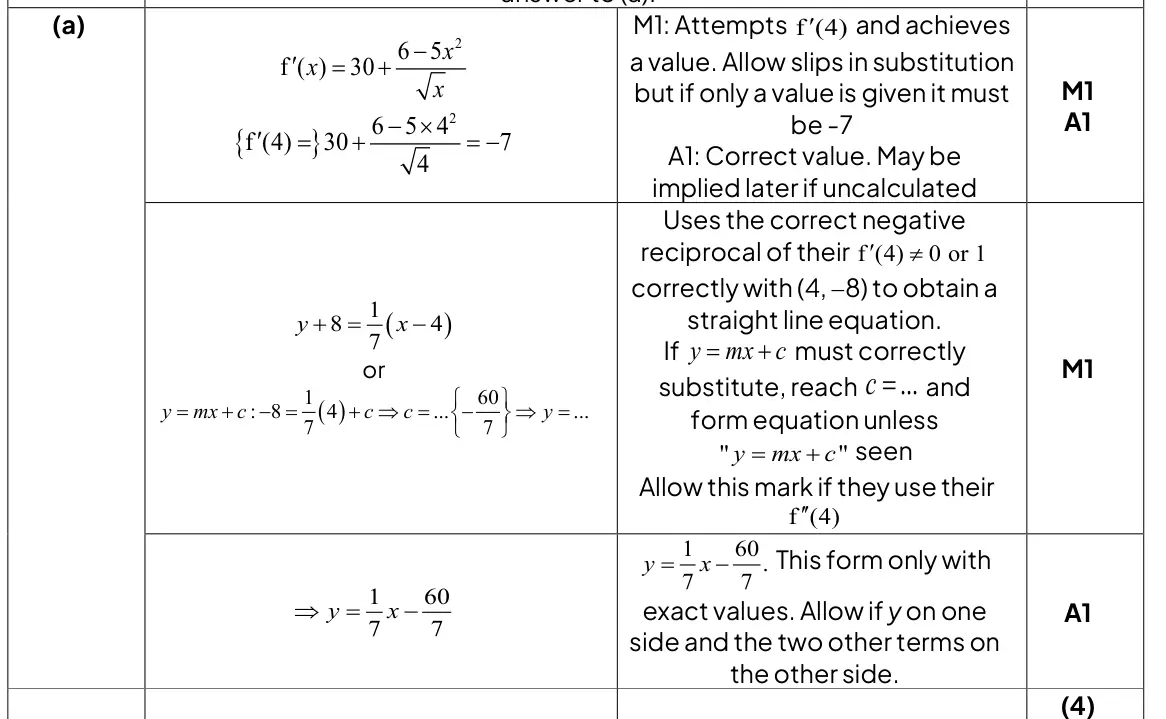 answer to (a).
(a)
f′(x) = 30 + (6 − 5x²)/√x
{f′(4) =} 30 + (6 − 5×4²)/√4 = −7
M1: Attempts f′(4) and achieves
a value. Allow slips in substitution
but if only a value is given it must
be -7
A1: Correct value. May be
implied later if uncalculated
M1
A1
y + 8 = 1/7 (x − 4)
or
y = mx + c : −8 = 1/7 (4) + c ⇒ c = ... {−60/7} ⇒ y = ...
Uses the correct negative
reciprocal of their f′(4) ≠ 0 or 1
correctly with (4, −8) to obtain a
straight line equation.
If y = mx + c must correctly
substitute, reach c = ... and
form equation unless
"y = mx + c" seen
Allow this mark if they use their
f″(4)
M1
⇒ y = 1/7 x − 60/7
y = 1/7 x − 60/7. This form only with
exact values. Allow if y on one
side and the two other terms on
the other side.
A1
(4)